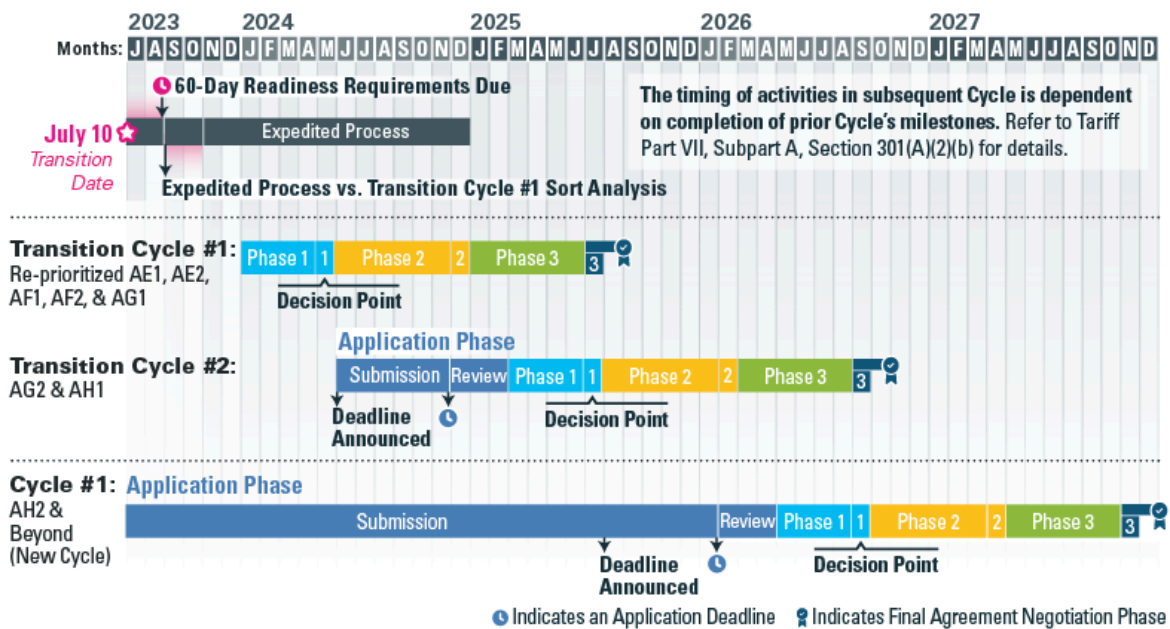 2023 2024 2025 2026 2027
Months: J A S O N D J F M A M J J A S O N D J F M A M J J A S O N D J F M A M J J A S O N D J F M A M J J A S O N D
60-Day Readiness Requirements Due
The timing of activities in subsequent Cycle is dependent
on completion of prior Cycle's milestones. Refer to Tariff
Part VII, Subpart A, Section 301(A)(2)(b) for details.
July 10
Transition
Date
Expedited Process
Expedited Process vs. Transition Cycle #1 Sort Analysis
Transition Cycle #1:
Re-prioritized AE1, AE2,
AF1, AF2, & AG1
Phase 1 1 Phase 2 2 Phase 3 3
Decision Point
Application Phase
Transition Cycle #2:
AG2 & AH1
Submission Review Phase 1 1 Phase 2 2 Phase 3 3
Deadline
Announced
Decision Point
Cycle #1: Application Phase
AH2 &
Beyond
(New Cycle)
Submission Review Phase 1 1 Phase 2 2 Phase 3 3
Deadline
Announced
Decision Point
Indicates an Application Deadline Indicates Final Agreement Negotiation Phase